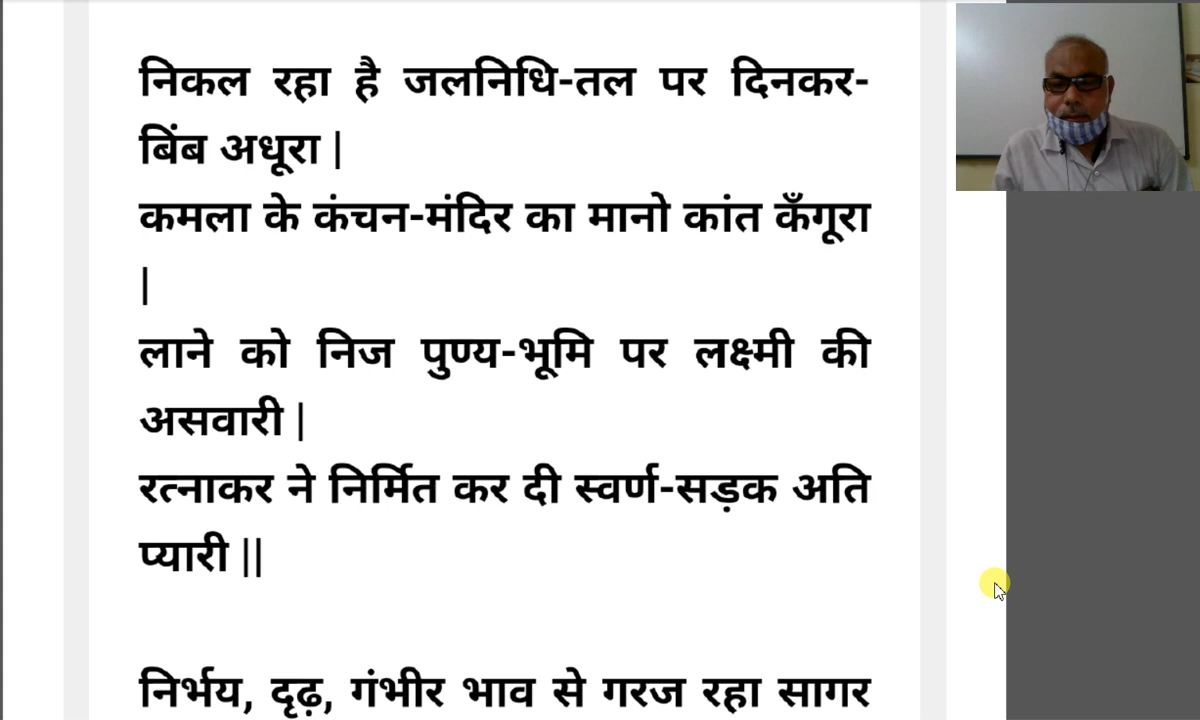 निकल रहा है जलनिधि-तल पर दिनकर-
बिंब अधूरा |
कमला के कंचन-मंदिर का मानो कांत कँगूरा
|
लाने को निज पुण्य-भूमि पर लक्ष्मी की
असवारी |
रत्नाकर ने निर्मित कर दी स्वर्ण-सड़क अति
प्यारी ||
निर्भय, दृढ़, गंभीर भाव से गरज रहा सागर